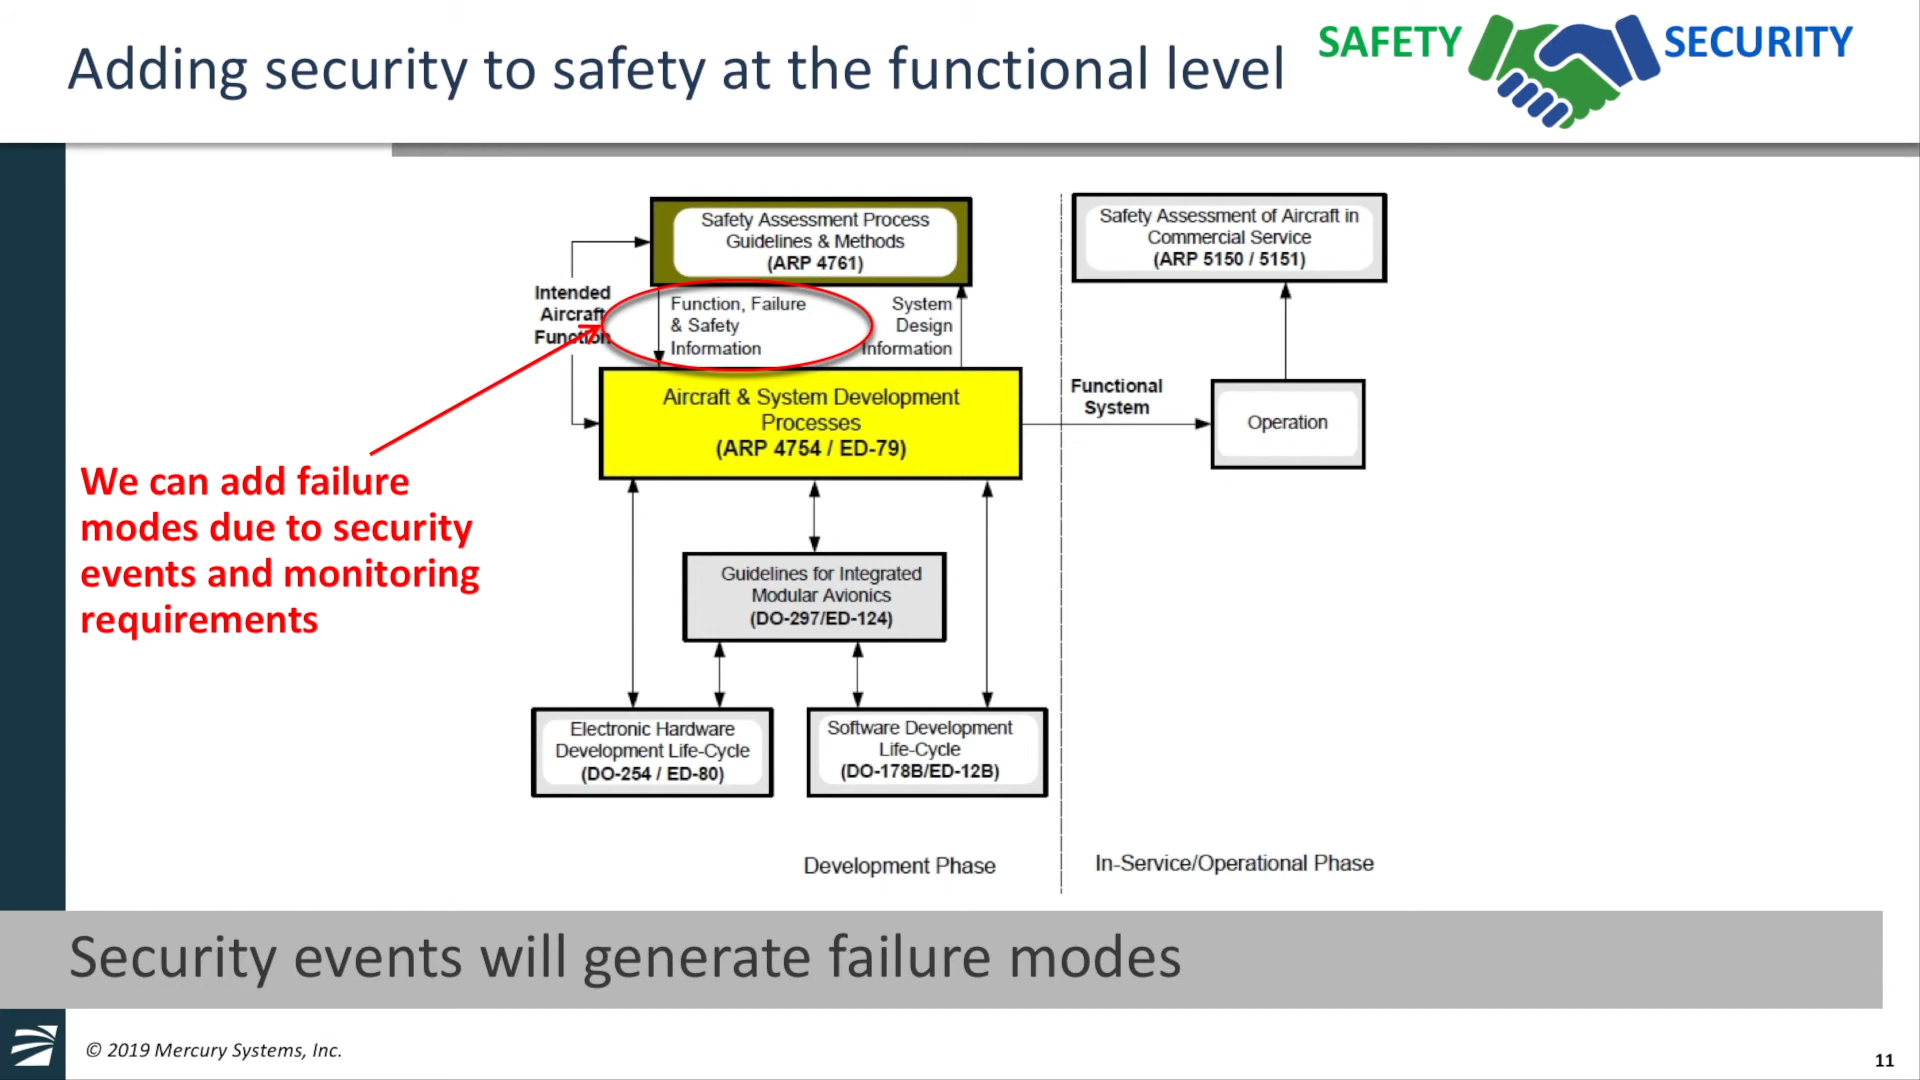 Adding security to safety at the functional level
SAFETY
SECURITY
Safety Assessment Process
Guidelines & Methods
(ARP 4761)
Safety Assessment of Aircraft in
Commercial Service
(ARP 5150 / 5151)
Intended
Aircraft
Function
Function, Failure
& Safety
Information
System
Design
Information
Aircraft & System Development
Processes
(ARP 4754 / ED-79)
Functional
System
Operation
We can add failure
modes due to security
events and monitoring
requirements
Guidelines for Integrated
Modular Avionics
(DO-297/ED-124)
Electronic Hardware
Development Life-Cycle
(DO-254 / ED-80)
Software Development
Life-Cycle
(DO-178B/ED-12B)
Development Phase
In-Service/Operational Phase
Security events will generate failure modes
© 2019 Mercury Systems, Inc.
11